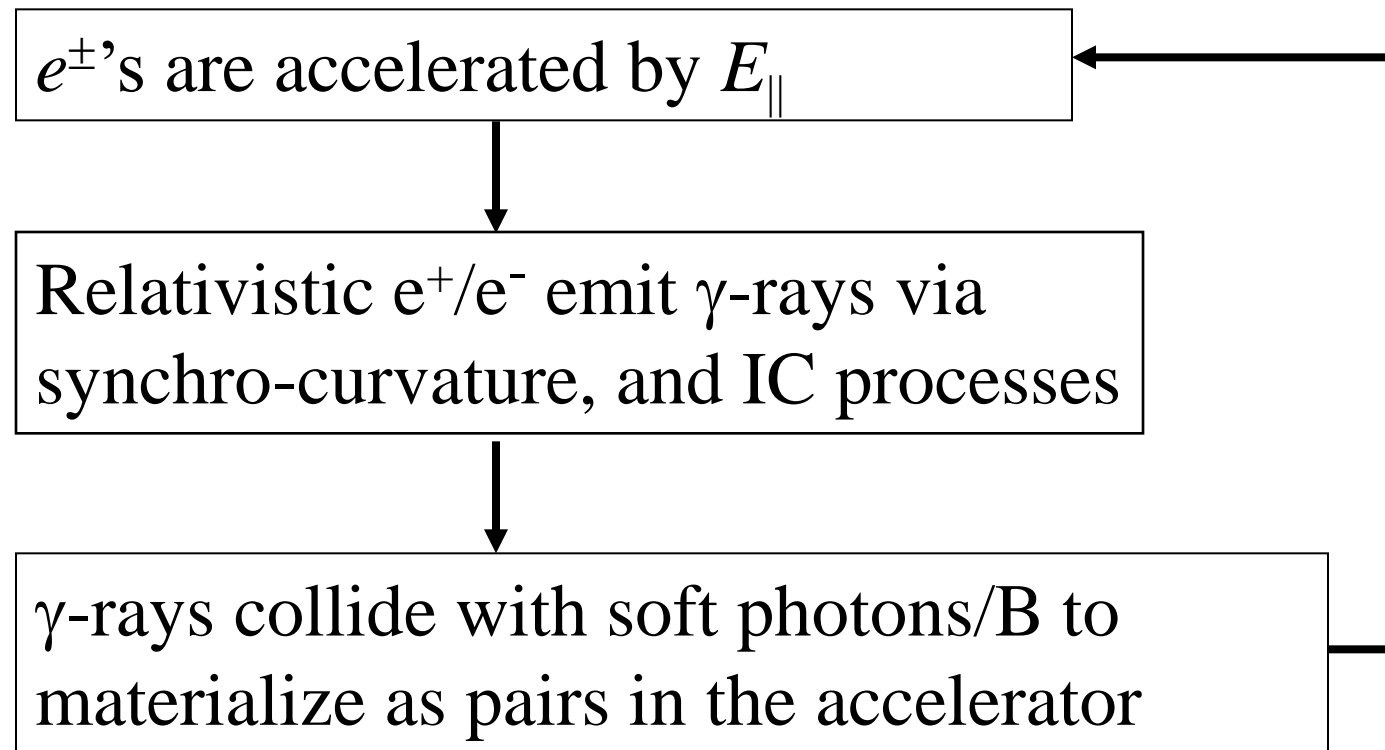 e±’s are accelerated by E||
Relativistic e+/e- emit γ-rays via
synchro-curvature, and IC processes
γ-rays collide with soft photons/B to
materialize as pairs in the accelerator